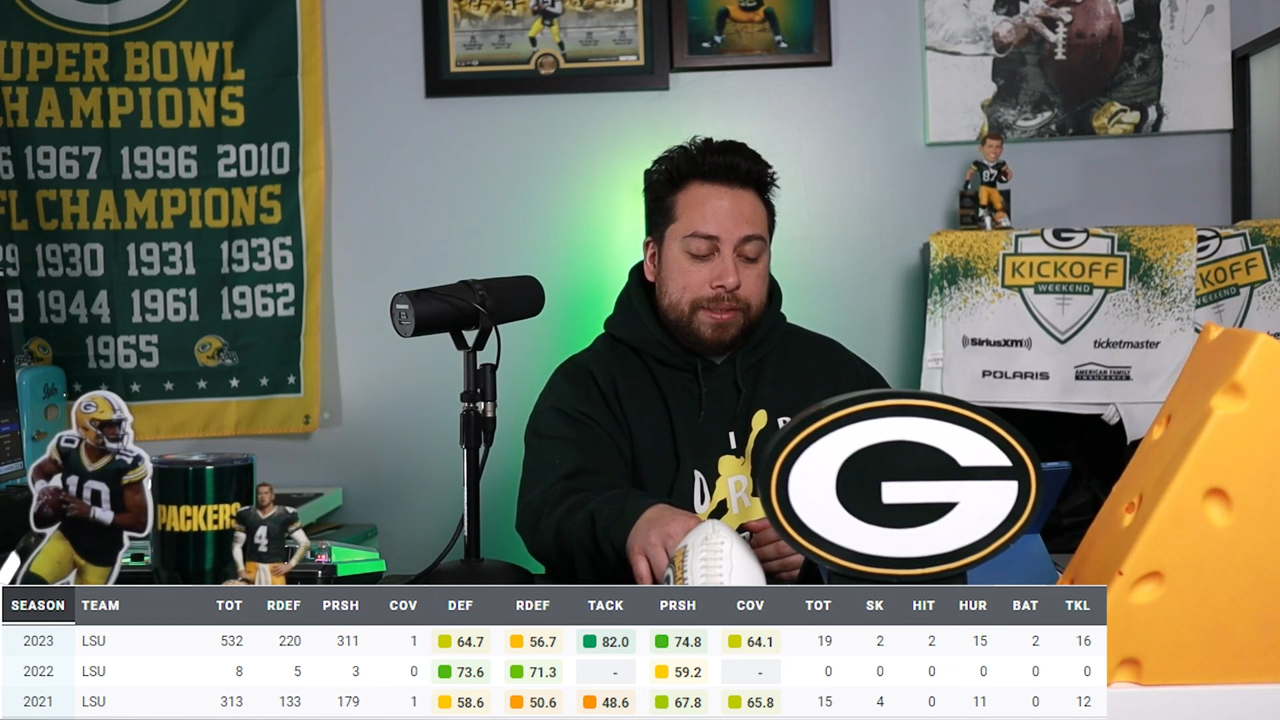 UPER BOWL
HAMPIONS
6 1967 1996 2010
FL CHAMPIONS
29 1930 1931 1936
9 1944 1961 1962
1965
87
KICKOFF
WEEKEND
KOFF
WEEKEND
SiriusXM
ticketmaster
POLARIS
AMERICAN FAMILY
INSURANCE
10
PACKERS
4
G
SEASON TEAM TOT RDEF PRSH COV DEF RDEF TACK PRSH COV TOT SK HIT HUR BAT TKL
2023 LSU 532 220 311 1 64.7 56.7 82.0 74.8 64.1 19 2 2 15 2 16
2022 LSU 8 5 3 0 73.6 71.3 - 59.2 - 0 0 0 0 0 0
2021 LSU 313 133 179 1 58.6 50.6 48.6 67.8 65.8 15 4 0 11 0 12